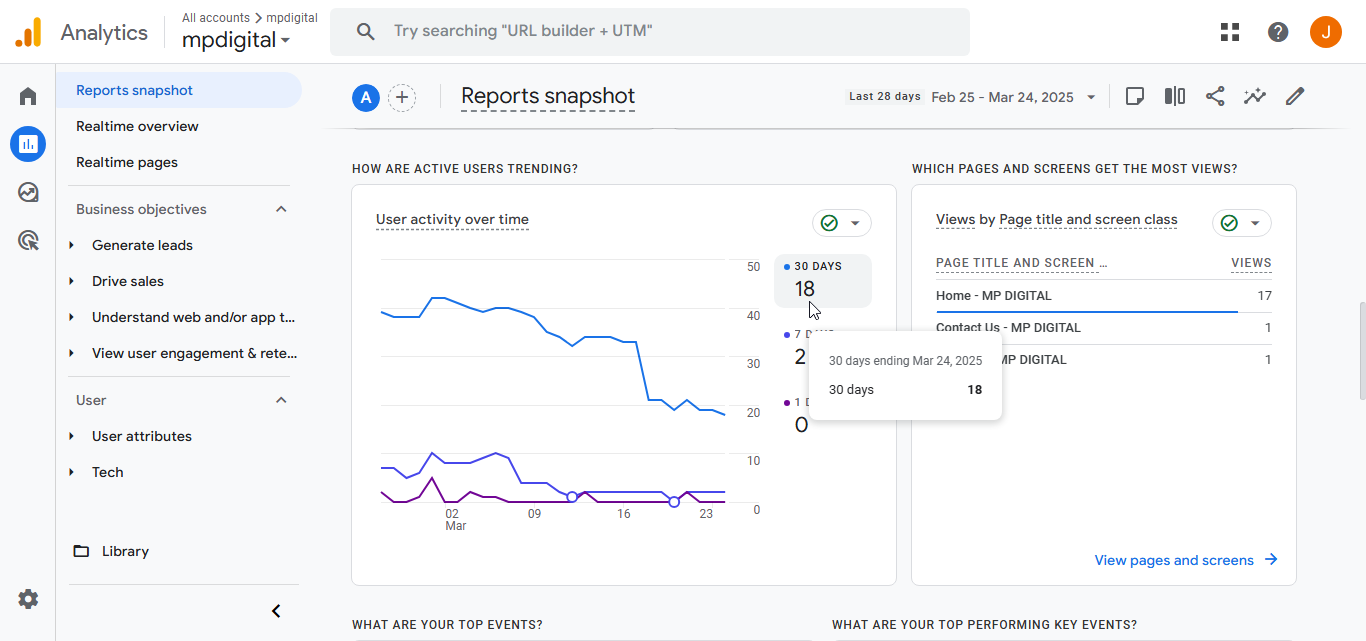 Analytics
All accounts > mpdigital
mpdigital
Try searching "URL builder + UTM"
J
Reports snapshot
Realtime overview
Realtime pages
Business objectives
Generate leads
Drive sales
Understand web and/or app t...
View user engagement & rete...
User
User attributes
Tech
Library
A
Reports snapshot
Last 28 days Feb 25 - Mar 24, 2025
HOW ARE ACTIVE USERS TRENDING?
User activity over time
50
40
30
20
10
0
02
Mar
09
16
23
30 DAYS
18
7
2
1
0
30 days ending Mar 24, 2025
30 days 18
WHICH PAGES AND SCREENS GET THE MOST VIEWS?
Views by Page title and screen class
PAGE TITLE AND SCREEN ... VIEWS
Home - MP DIGITAL 17
Contact Us - MP DIGITAL 1
MP DIGITAL 1
View pages and screens
WHAT ARE YOUR TOP EVENTS?
WHAT ARE YOUR TOP PERFORMING KEY EVENTS?